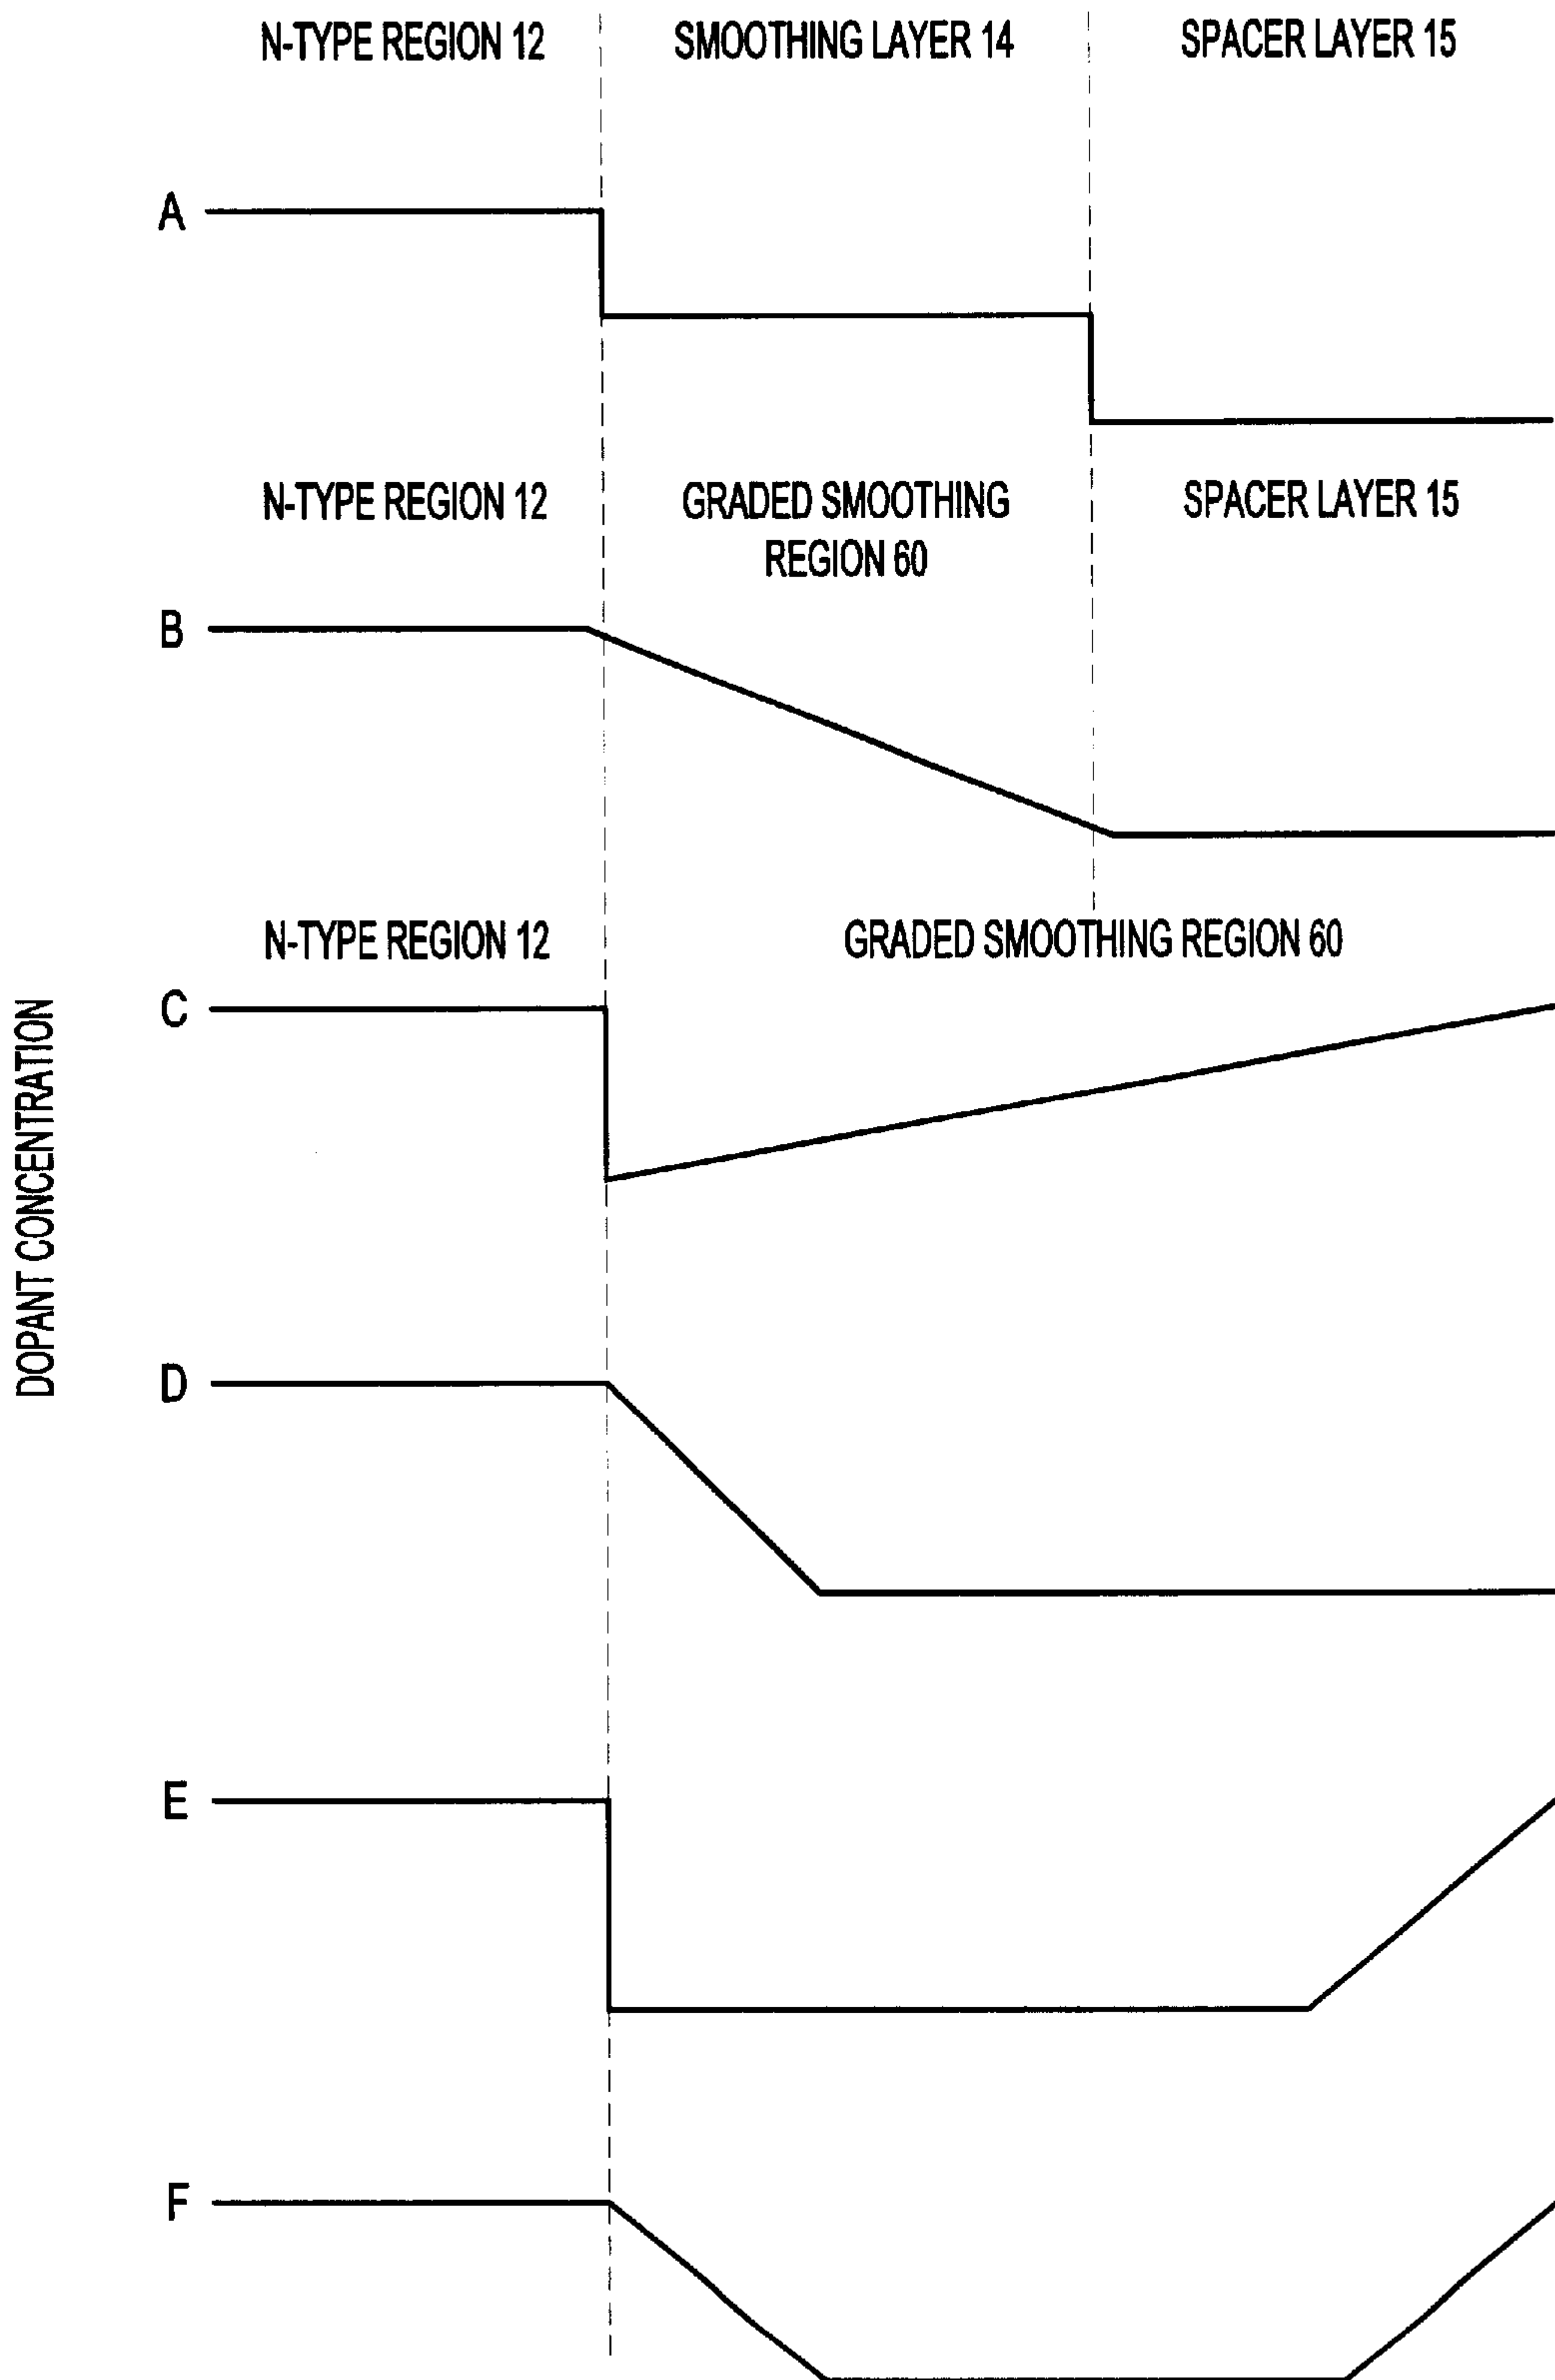 N-TYPE REGION 12 SMOOTHING LAYER 14 SPACER LAYER 15
A
N-TYPE REGION 12 GRADED SMOOTHING REGION 60 SPACER LAYER 15
B
N-TYPE REGION 12 GRADED SMOOTHING REGION 60
C
DOPANT CONCENTRATION
D
E
F